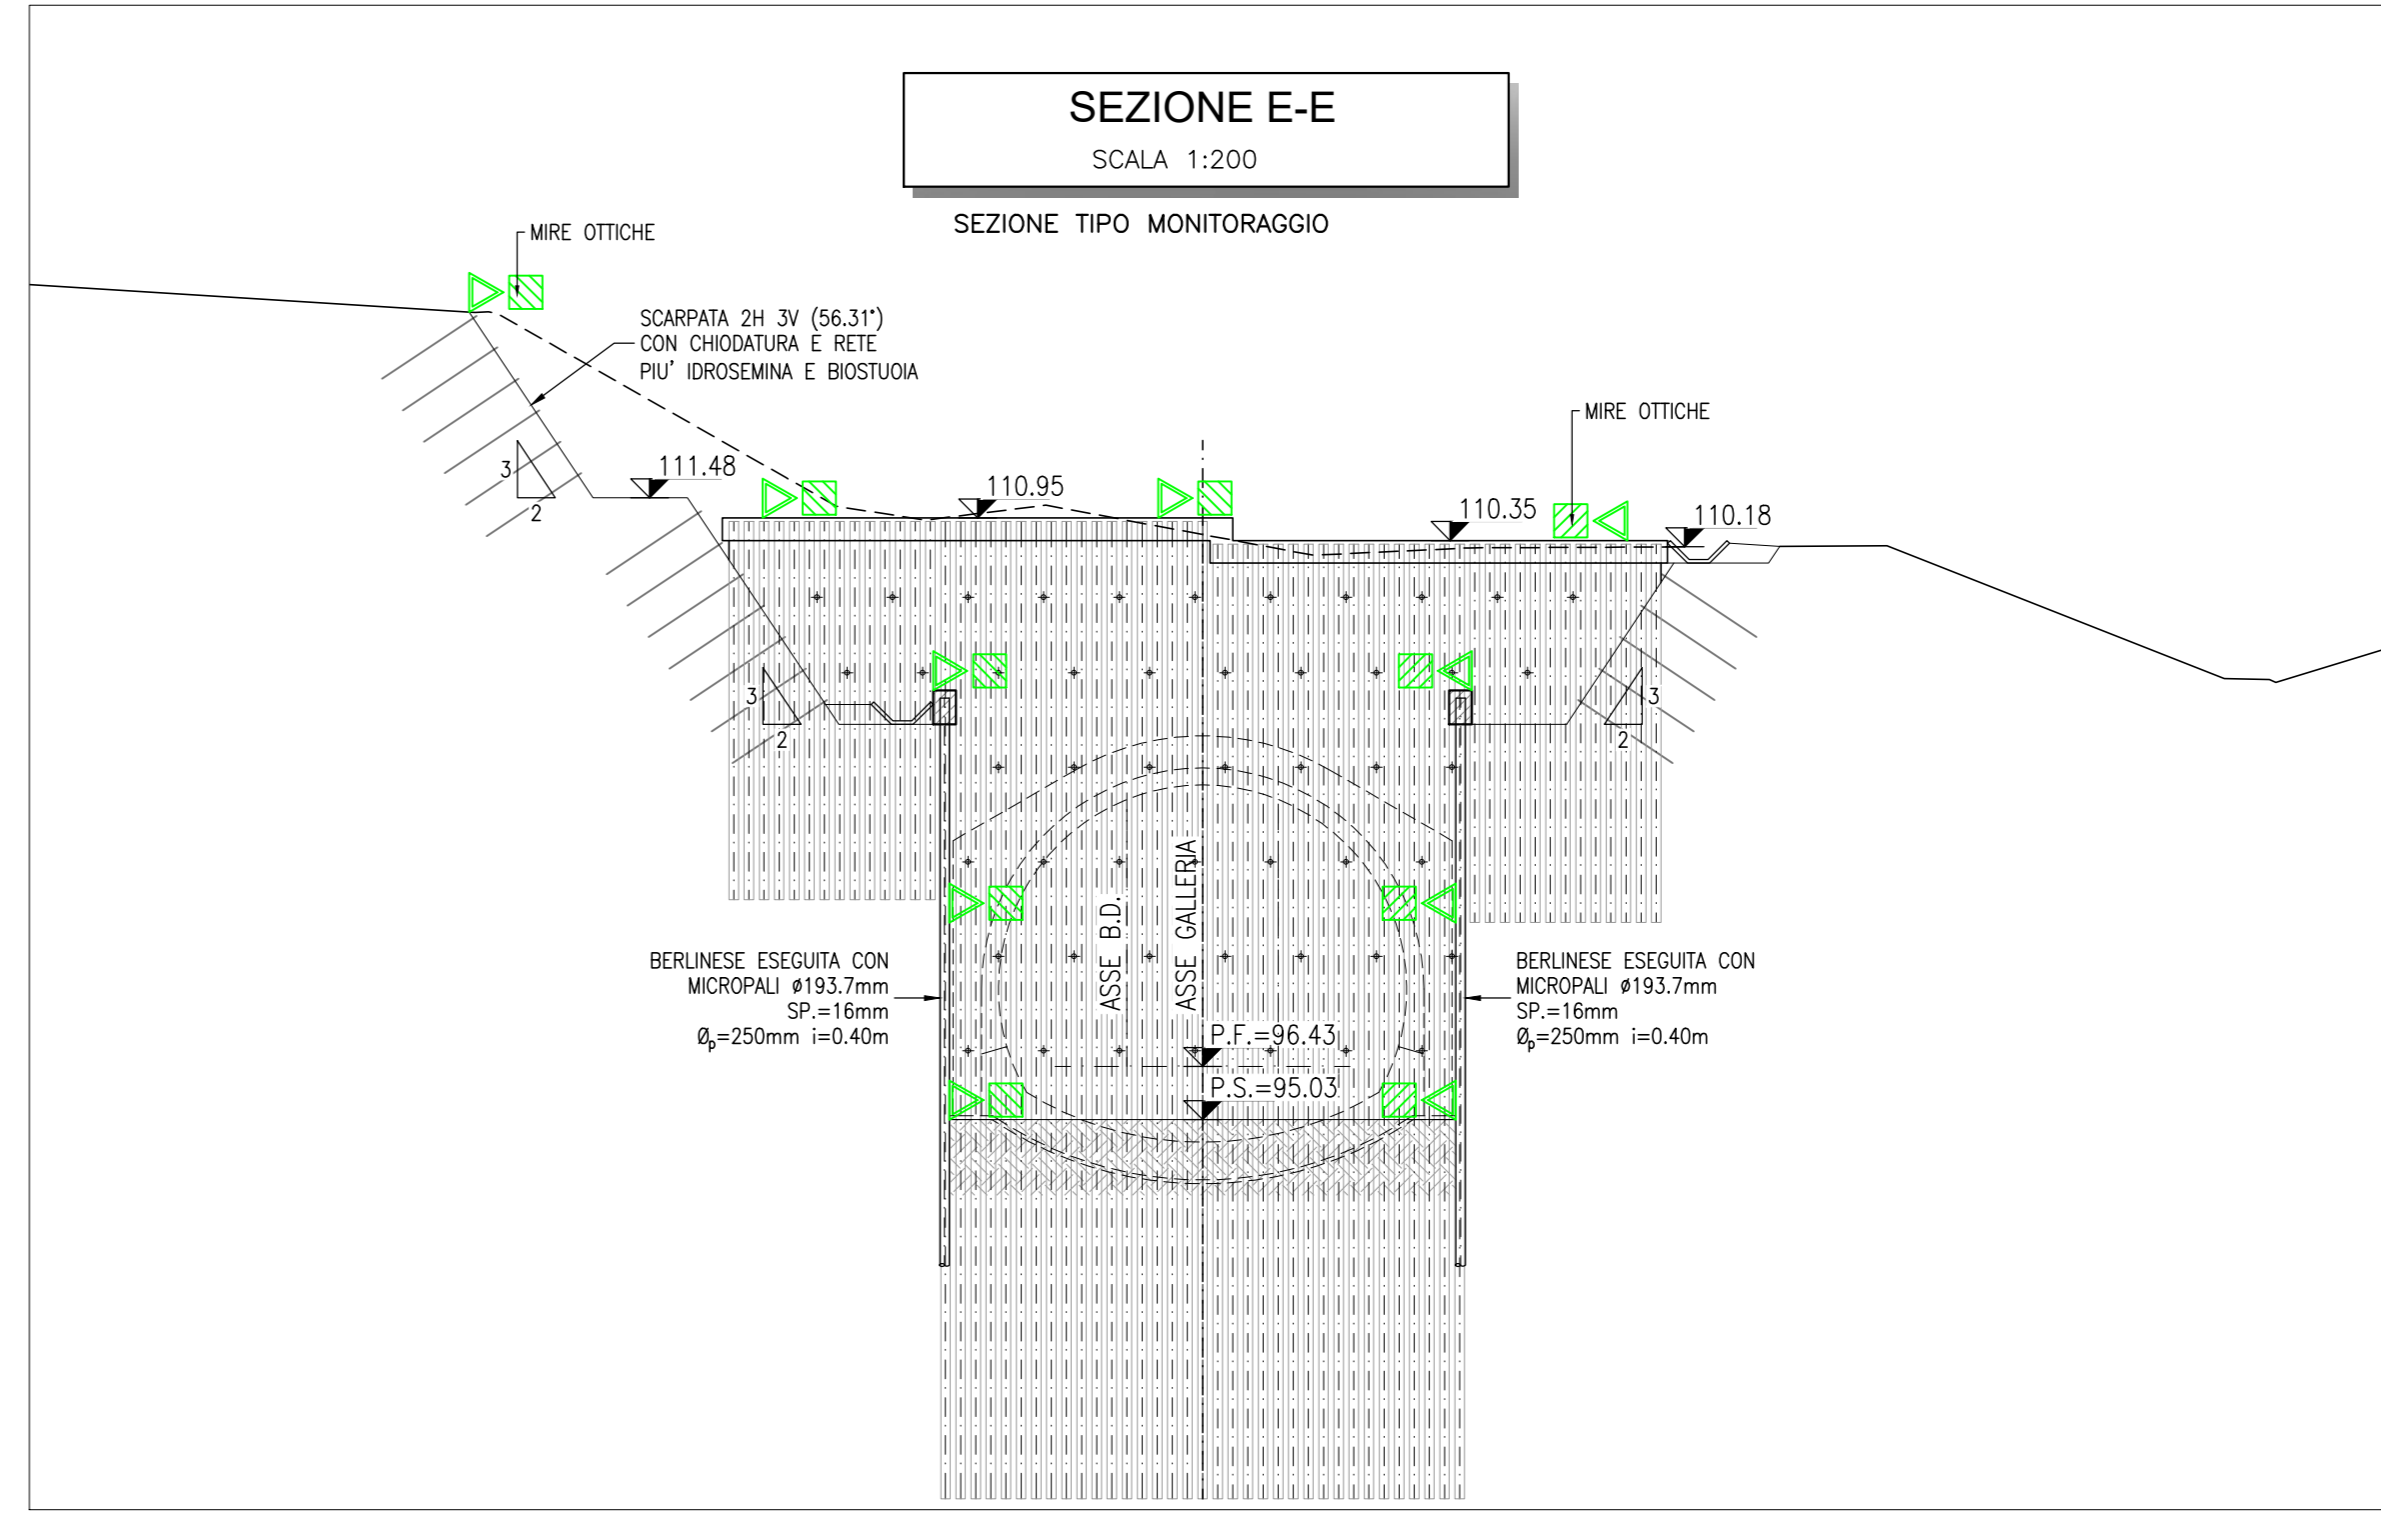 SEZIONE E-E
SCALA 1:200
SEZIONE TIPO MONITORAGGIO
MIRE OTTICHE
SCARPATA 2H 3V (56.31°)
CON CHIODATURA E RETE
PIU' IDROSEMINA E BIOSTUOIA
MIRE OTTICHE
3
2
111.48
110.95
110.35
110.18
3
2
3
2
ASSE B.D.
ASSE GALLERIA
BERLINESE ESEGUITA CON
MICROPALI ø193.7mm
SP.=16mm
Øp=250mm i=0.40m
BERLINESE ESEGUITA CON
MICROPALI ø193.7mm
SP.=16mm
Øp=250mm i=0.40m
P.F.=96.43
P.S.=95.03